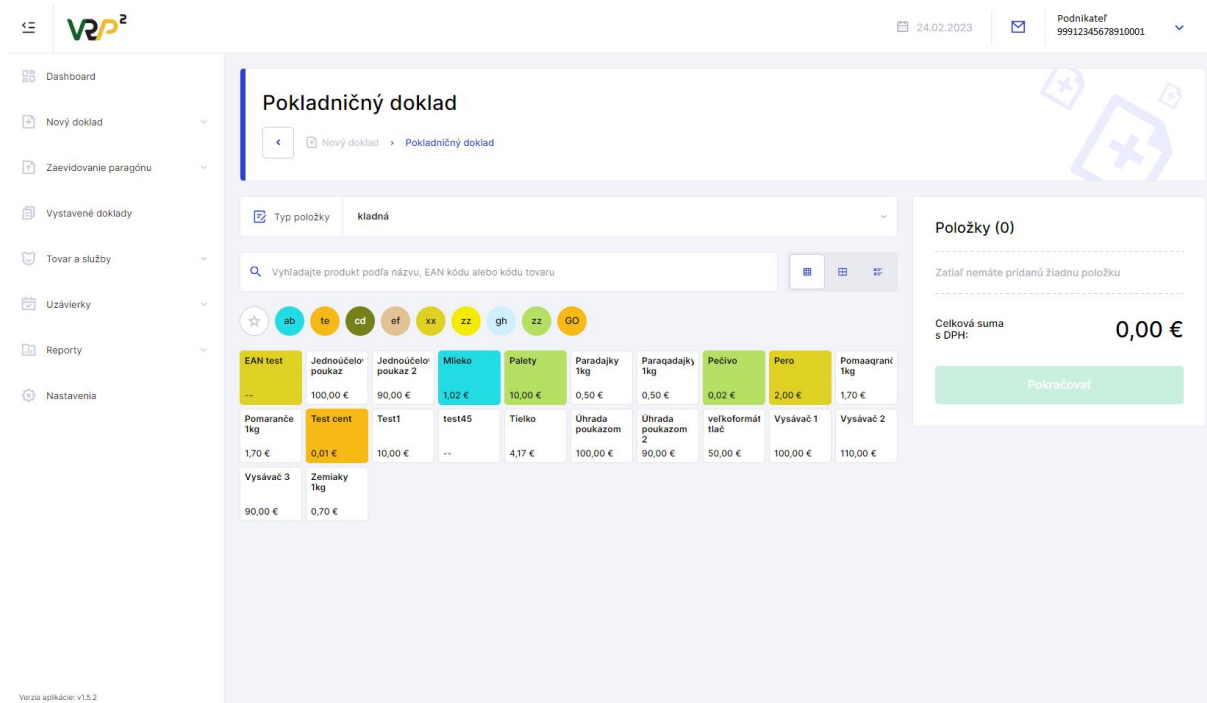 VRP2
24.02.2023
Podnikateľ
99912345678910001
Dashboard
Nový doklad
Zaevidovanie paragónu
Vystavené doklady
Tovar a služby
Uzávierky
Reporty
Nastavenia
Verzia aplikácie: v1.5.2
Pokladničný doklad
Nový doklad › Pokladničný doklad
Typ položky kladná
Vyhľadajte produkt podľa názvu, EAN kódu alebo kódu tovaru
ab te cd ef xx zz gh zz GO
EAN test
--
Jednoúčelov
poukaz
100,00 €
Jednoúčelov
poukaz 2
90,00 €
Mlieko
1,02 €
Palety
10,00 €
Paradajky
1kg
0,50 €
Paraqadajky
1kg
0,50 €
Pečivo
0,02 €
Pero
2,00 €
Pomaaqranč
1kg
1,70 €
Pomaranče
1kg
1,70 €
Test cent
0,01 €
Test1
10,00 €
test45
--
Tielko
4,17 €
Úhrada
poukazom
100,00 €
Úhrada
poukazom
2
90,00 €
veľkoformát
tlač
50,00 €
Vysávač 1
100,00 €
Vysávač 2
110,00 €
Vysávač 3
90,00 €
Zemiaky
1kg
0,70 €
Položky (0)
Zatiaľ nemáte pridanú žiadnu položku
Celková suma
s DPH:
0,00 €
Pokračovať